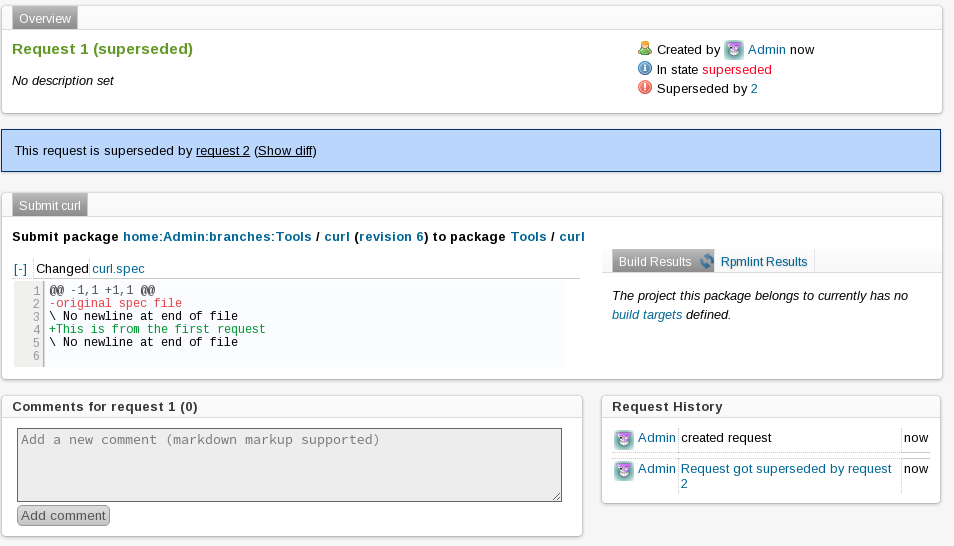 Overview
Request 1 (superseded)
No description set
Created by Admin now
In state superseded
Superseded by 2
This request is superseded by request 2 (Show diff)
Submit curl
Submit package home:Admin:branches:Tools / curl (revision 6) to package Tools / curl
[-] Changed curl.spec
1 @@ -1,1 +1,1 @@
2 -original spec file
3 \ No newline at end of file
4 +This is from the first request
5 \ No newline at end of file
6
Build Results Rpmlint Results
The project this package belongs to currently has no
build targets defined.
Comments for request 1 (0)
Add a new comment (markdown markup supported)
Add comment
Request History
Admin created request now
Admin Request got superseded by request now
2